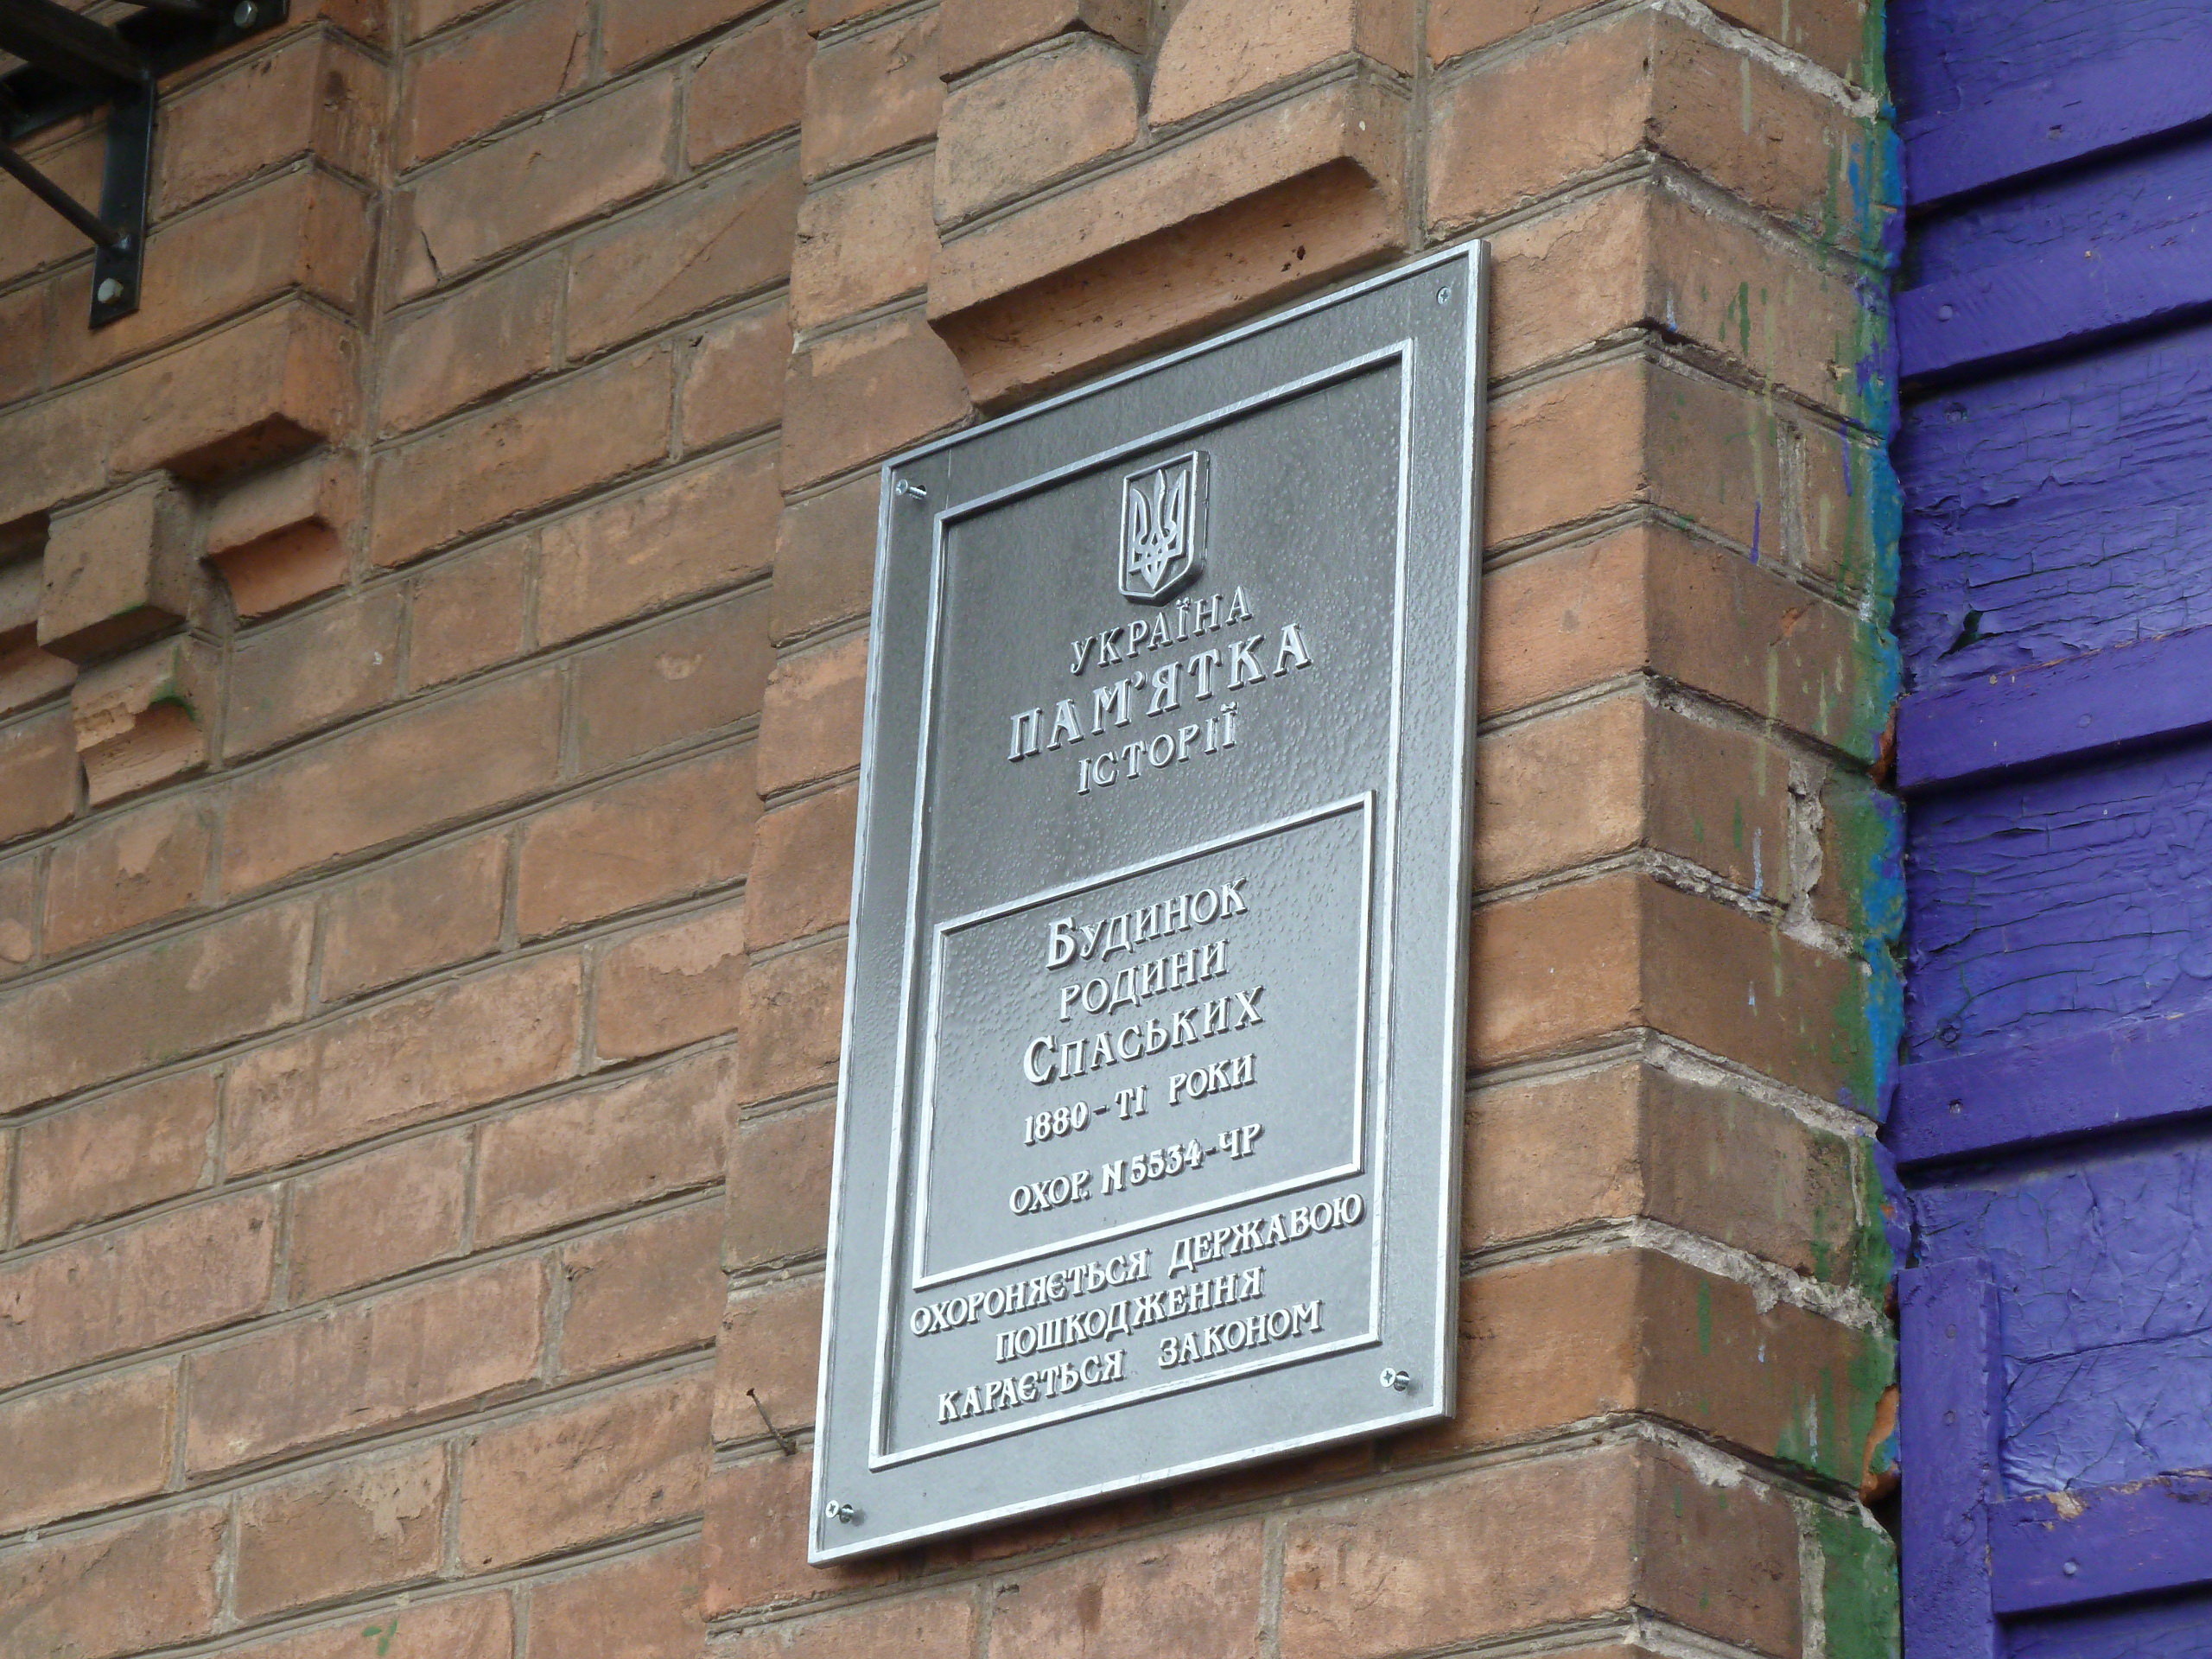 УКРАЇНА
ПАМ'ЯТКА
ІСТОРІЇ
БУДИНОК
РОДИНИ
СПАСЬКИХ
1880-ТІ РОКИ
ОХОР. N 5534-ЧР
ОХОРОНЯЄТЬСЯ ДЕРЖАВОЮ
ПОШКОДЖЕННЯ
КАРАЄТЬСЯ ЗАКОНОМ